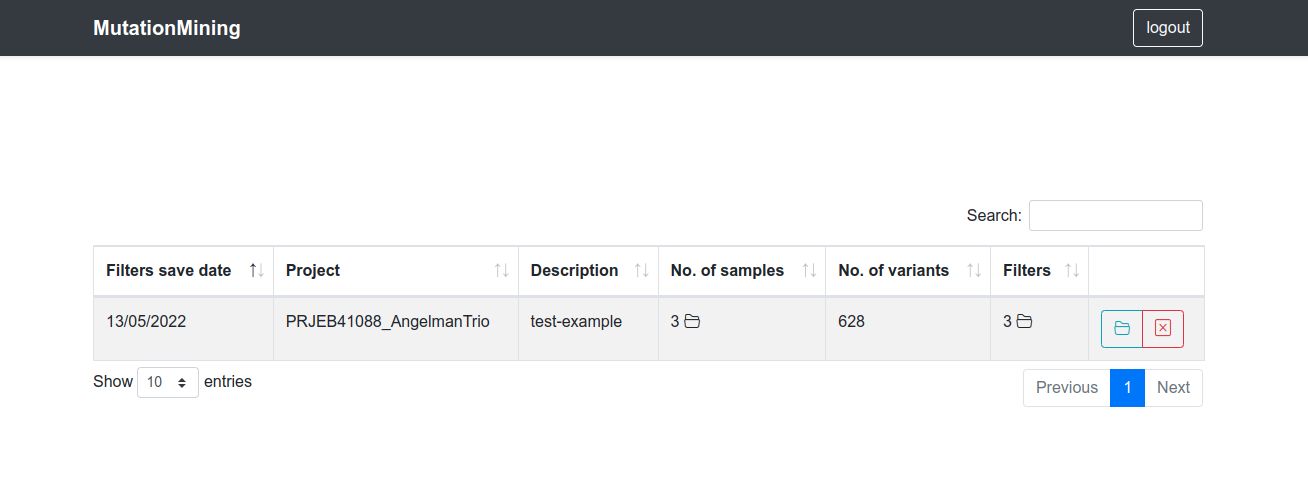 MutationMining logout
Search:
Filters save date Project Description No. of samples No. of variants Filters
13/05/2022 PRJEB41088_AngelmanTrio test-example 3 628 3
Show 10 entries Previous 1 Next